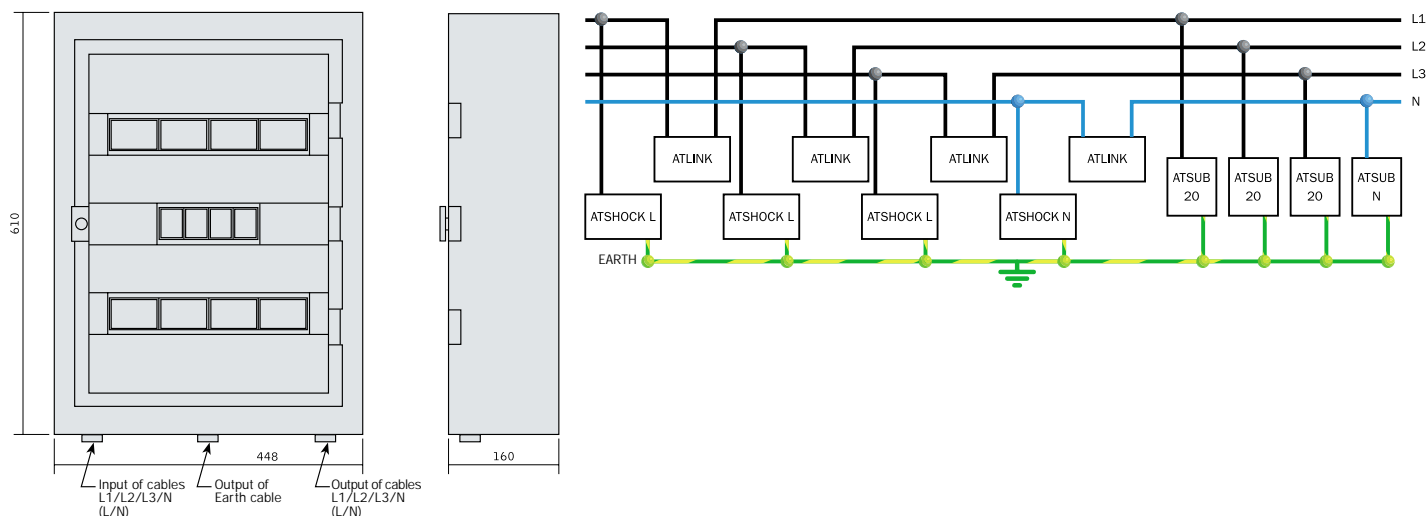 610
448
160
Input of cables
L1/L2/L3/N
(L/N)
Output of
Earth cable
Output of cables
L1/L2/L3/N
(L/N)
L1
L2
L3
N
ATLINK
ATLINK
ATLINK
ATLINK
ATSUB
20
ATSUB
20
ATSUB
20
ATSUB
N
ATSHOCK L
ATSHOCK L
ATSHOCK L
ATSHOCK N
EARTH